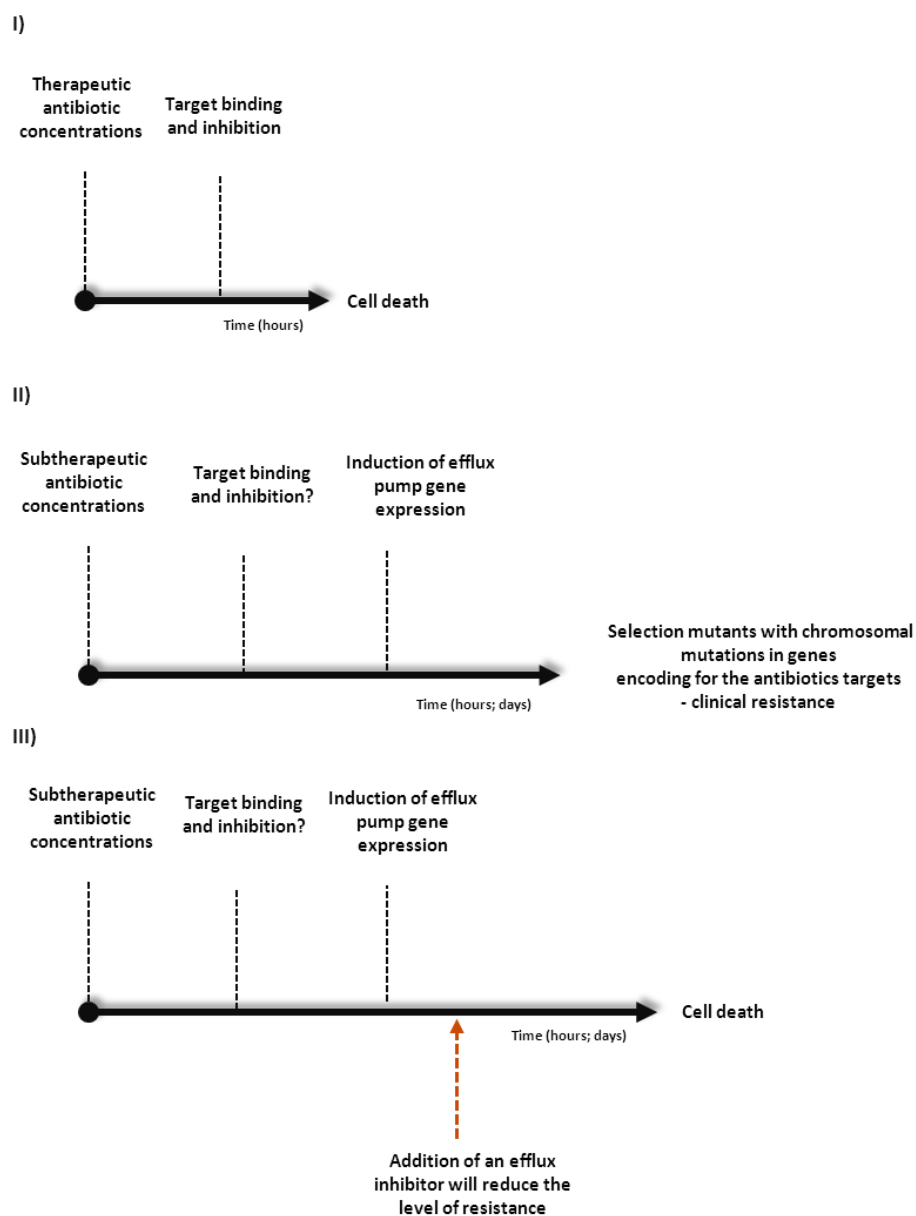 I)
Therapeutic
antibiotic
concentrations
Target binding
and inhibition
Cell death
Time (hours)
II)
Subtherapeutic
antibiotic
concentrations
Target binding
and inhibition?
Induction of efflux
pump gene
expression
Time (hours; days)
Selection mutants with chromosomal
mutations in genes
encoding for the antibiotics targets
- clinical resistance
III)
Subtherapeutic
antibiotic
concentrations
Target binding
and inhibition?
Induction of efflux
pump gene
expression
Cell death
Time (hours; days)
Addition of an efflux
inhibitor will reduce the
level of resistance